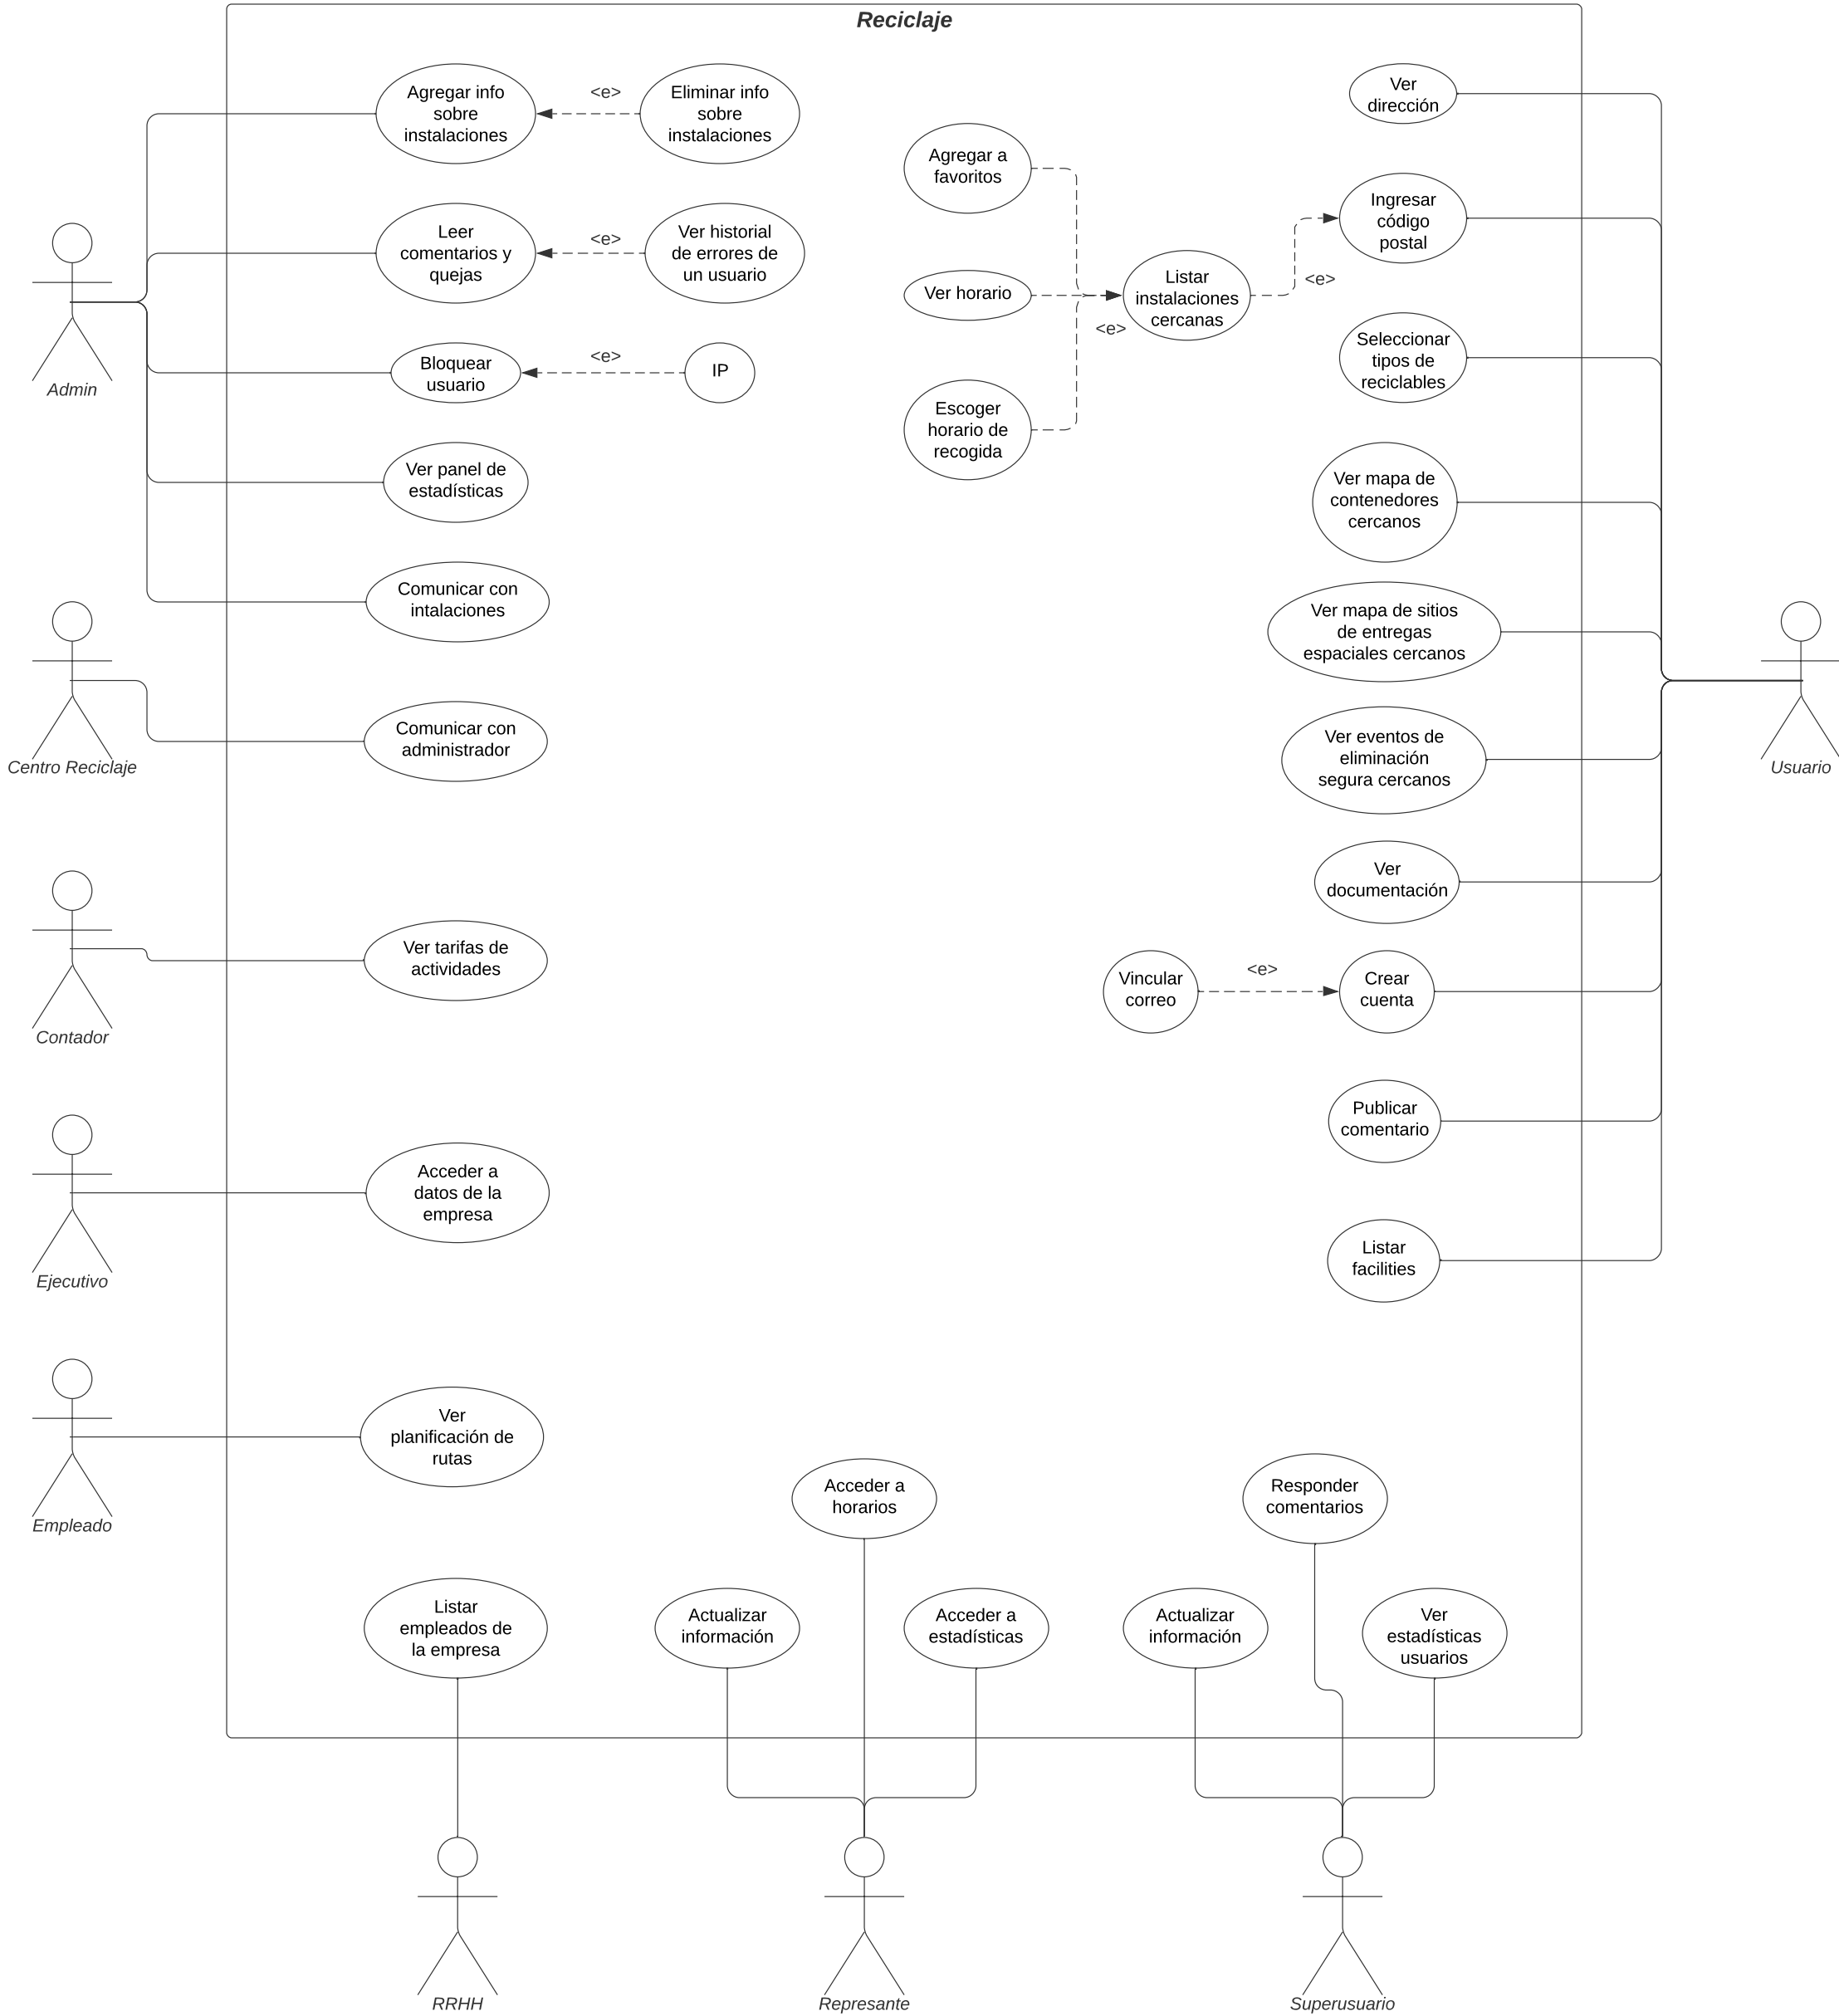 Reciclaje
Agregar info
sobre
instalaciones
<e>
Eliminar info
sobre
instalaciones
Leer
comentarios y
quejas
<e>
Ver historial
de errores de
un usuario
Bloquear
usuario
<e>
IP
Ver panel de
estadísticas
Comunicar con
intalaciones
Admin
Comunicar con
administrador
Centro Reciclaje
Ver tarifas de
actividades
Contador
Acceder a
datos de la
empresa
Ejecutivo
Ver
planificación de
rutas
Empleado
Agregar a
favoritos
Ver horario
Escoger
horario de
recogida
<e>
Listar
instalaciones
cercanas
<e>
Ver
dirección
Ingresar
código
postal
Seleccionar
tipos de
reciclables
Ver mapa de
contenedores
cercanos
Ver mapa de sitios
de entregas
espaciales cercanos
Ver eventos de
eliminación
segura cercanos
Ver
documentación
Vincular
correo
<e>
Crear
cuenta
Publicar
comentario
Listar
facilities
Usuario
Listar
empleados de
la empresa
RRHH
Acceder a
horarios
Actualizar
información
Acceder a
estadísticas
Represante
Responder
comentarios
Actualizar
información
Ver
estadísticas
usuarios
Superusuario